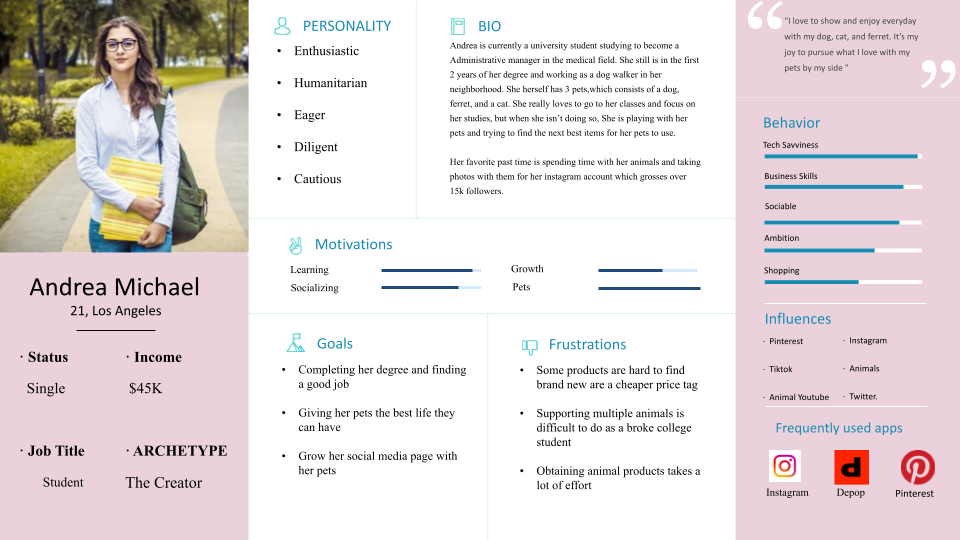 Andrea Michael
21, Los Angeles
· Status
· Income
Single
$45K
· Job Title
· ARCHETYPE
Student
The Creator
PERSONALITY
• Enthusiastic
• Humanitarian
• Eager
• Diligent
• Cautious
BIO
Andrea is currently a university student studying to become a
Administrative manager in the medical field. She still is in the first
2 years of her degree and working as a dog walker in her
neighborhood. She herself has 3 pets,which consists of a dog,
ferret, and a cat. She really loves to go to her classes and focus on
her studies, but when she isn’t doing so, She is playing with her
pets and trying to find the next best items for her pets to use.
Her favorite past time is spending time with her animals and taking
photos with them for her instagram account which grosses over
15k followers.
Motivations
Learning
Growth
Socializing
Pets
Goals
• Completing her degree and finding
a good job
• Giving her pets the best life they
can have
• Grow her social media page with
her pets
Frustrations
• Some products are hard to find
brand new are a cheaper price tag
• Supporting multiple animals is
difficult to do as a broke college
student
• Obtaining animal products takes a
lot of effort
“I love to show and enjoy everyday
with my dog, cat, and ferret. It’s my
joy to pursue what I love with my
pets by my side ”
Behavior
Tech Savviness
Business Skills
Sociable
Ambition
Shopping
Influences
· Pinterest
· Instagram
· Tiktok
· Animals
· Animal Youtube
· Twitter.
Frequently used apps
d
Instagram
Depop
Pinterest